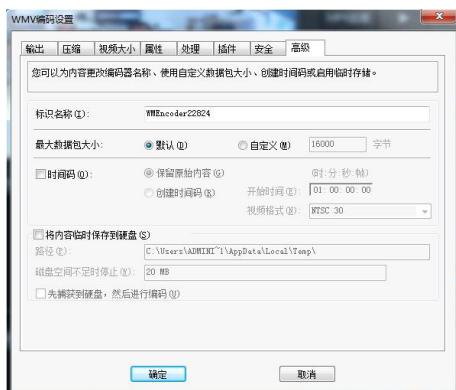 WMV编码设置
输出 压缩 视频大小 属性 处理 插件 安全 高级
您可以为内容更改编码器名称、使用自定义数据包大小、创建时间码或启用临时存储。
标识名称(I): WMEncoder22824
最大数据包大小: 默认(D) 自定义(M) 16000 字节
时间码(O): 保留原始内容(G) (时:分:秒:帧)
创建时间码(R) 开始时间(E): 01:00:00:00
视频格式(N): NTSC 30
将内容临时保存到硬盘(S)
路径(P): C:\Users\ADMINI~1\AppData\Local\Temp\
磁盘空间不足时停止(Y): 20 MB
先捕获到硬盘，然后进行编码(U)
确定 取消